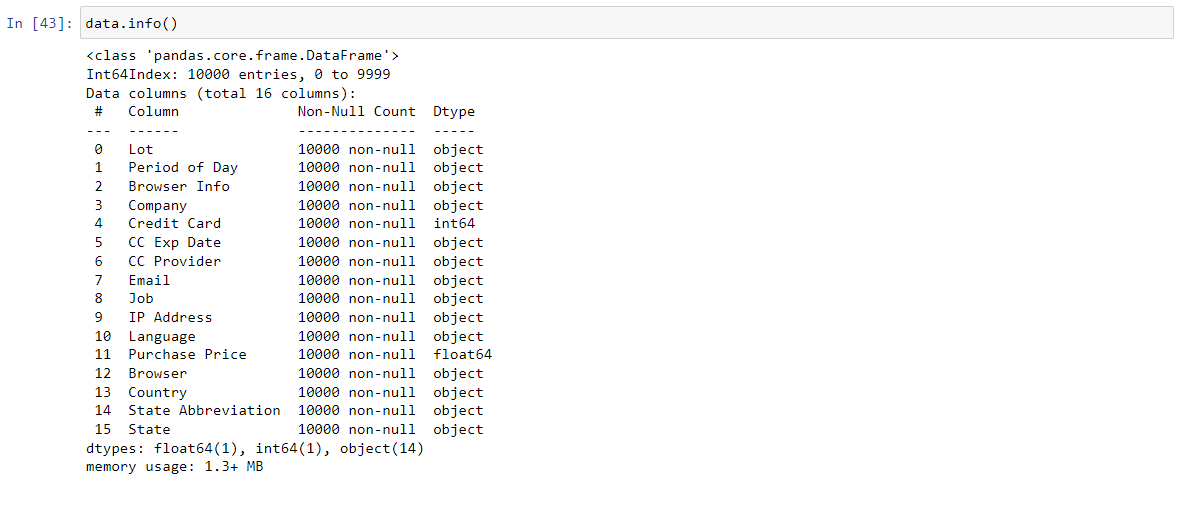 In [43]: data.info()
<class 'pandas.core.frame.DataFrame'>
Int64Index: 10000 entries, 0 to 9999
Data columns (total 16 columns):
 #   Column              Non-Null Count  Dtype
---  ------              --------------  -----
 0   Lot                 10000 non-null  object
 1   Period of Day       10000 non-null  object
 2   Browser Info        10000 non-null  object
 3   Company             10000 non-null  object
 4   Credit Card         10000 non-null  int64
 5   CC Exp Date         10000 non-null  object
 6   CC Provider         10000 non-null  object
 7   Email               10000 non-null  object
 8   Job                 10000 non-null  object
 9   IP Address          10000 non-null  object
 10  Language            10000 non-null  object
 11  Purchase Price      10000 non-null  float64
 12  Browser             10000 non-null  object
 13  Country             10000 non-null  object
 14  State Abbreviation  10000 non-null  object
 15  State               10000 non-null  object
dtypes: float64(1), int64(1), object(14)
memory usage: 1.3+ MB